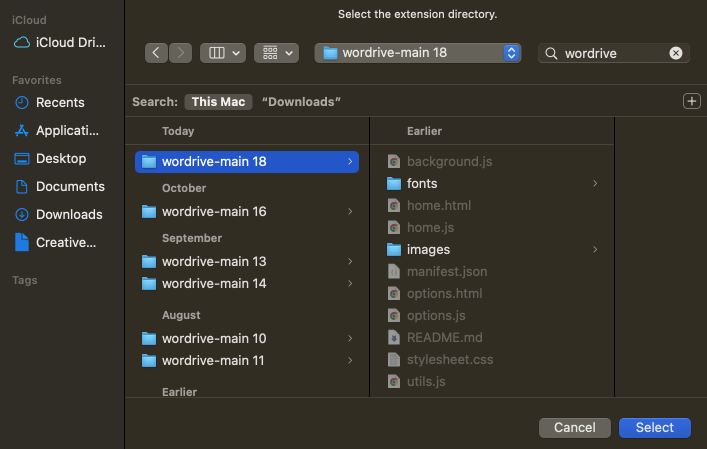 Select the extension directory.
iCloud
iCloud Dri...
Favorites
Recents
Applicati...
Desktop
Documents
Downloads
Creative...
Tags
wordrive-main 18
wordrive
Search: This Mac “Downloads”
Today
wordrive-main 18
October
wordrive-main 16
September
wordrive-main 13
wordrive-main 14
August
wordrive-main 10
wordrive-main 11
Earlier
Earlier
background.js
fonts
home.html
home.js
images
manifest.json
options.html
options.js
README.md
stylesheet.css
utils.js
Cancel
Select